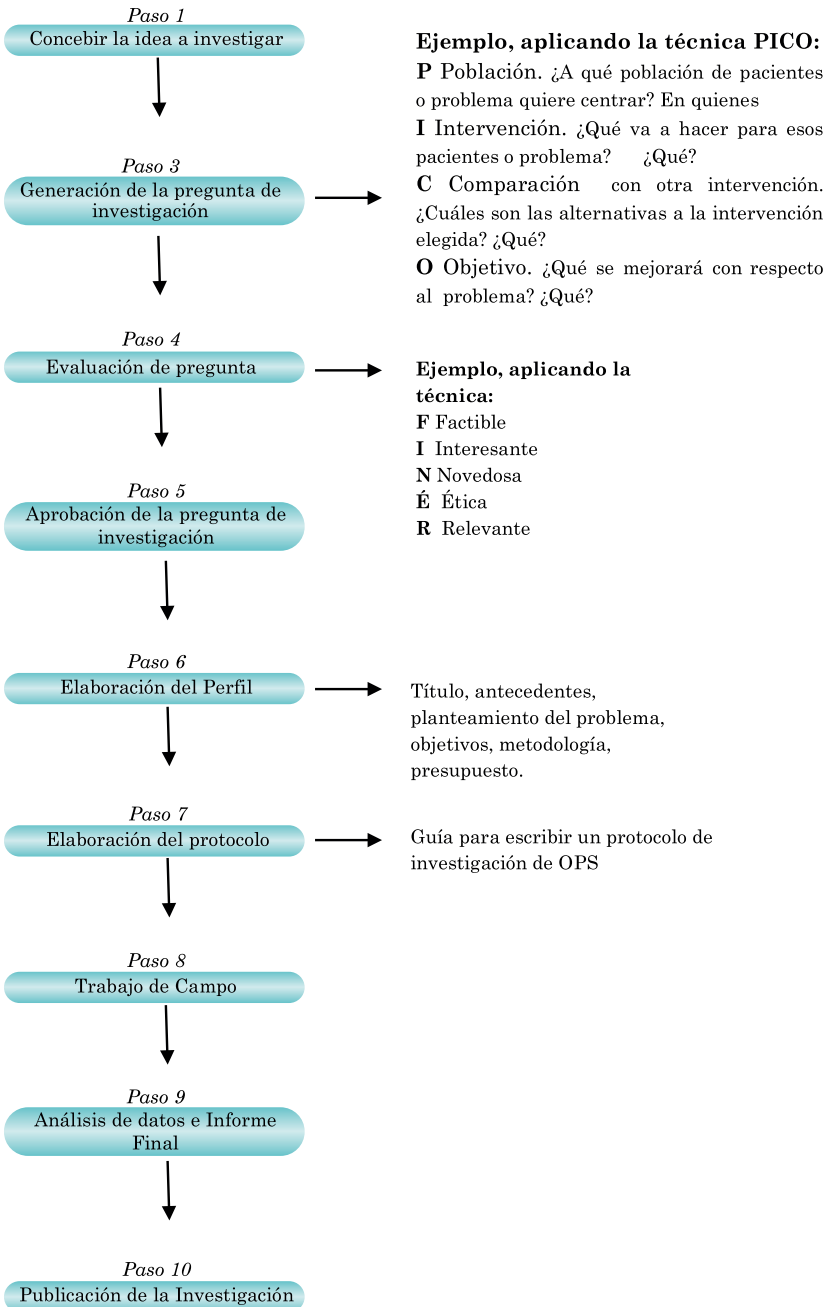 Paso 1
Concebir la idea a investigar
Ejemplo, aplicando la técnica PICO:
P Población. ¿A qué población de pacientes
o problema quiere centrar? En quienes
I Intervención. ¿Qué va a hacer para esos
pacientes o problema? ¿Qué?
C Comparación con otra intervención.
¿Cuáles son las alternativas a la intervención
elegida? ¿Qué?
O Objetivo. ¿Qué se mejorará con respecto
al problema? ¿Qué?
Paso 3
Generación de la pregunta de
investigación
Paso 4
Evaluación de pregunta
Ejemplo, aplicando la
técnica:
F Factible
I Interesante
N Novedosa
É Ética
R Relevante
Paso 5
Aprobación de la pregunta de
investigación
Paso 6
Elaboración del Perfil
Título, antecedentes,
planteamiento del problema,
objetivos, metodología,
presupuesto.
Paso 7
Elaboración del protocolo
Guía para escribir un protocolo de
investigación de OPS
Paso 8
Trabajo de Campo
Paso 9
Análisis de datos e Informe
Final
Paso 10
Publicación de la Investigación